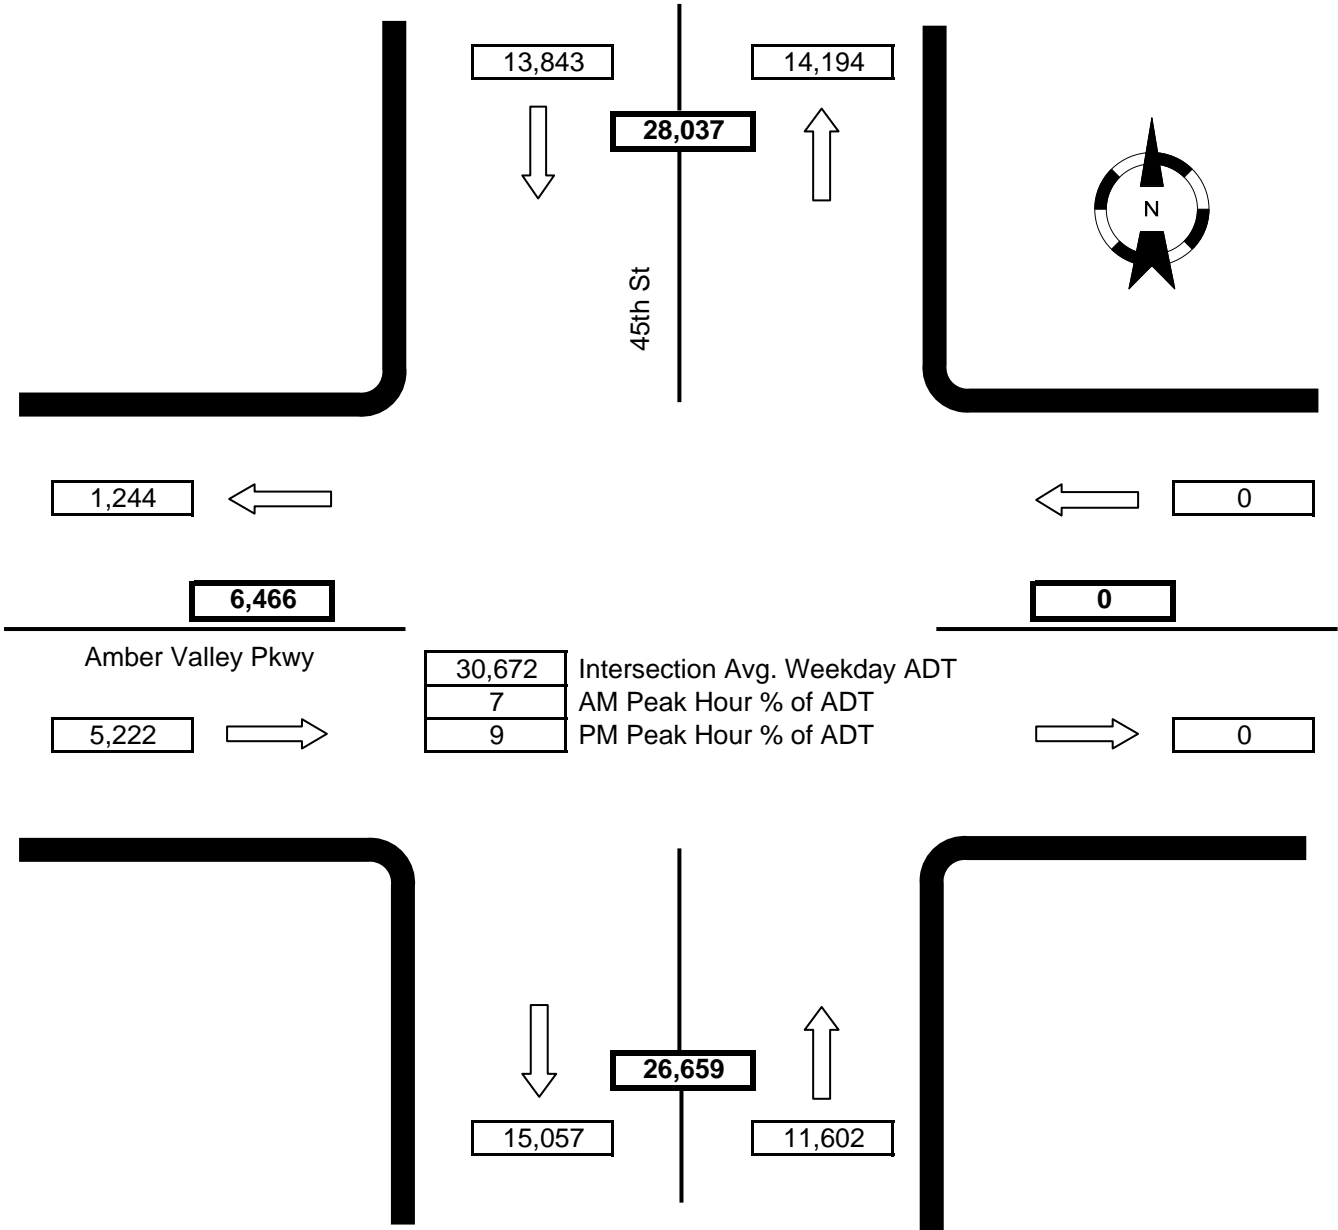 13,843
14,194
28,037
N
45th St
1,244
0
6,466
0
Amber Valley Pkwy
30,672 Intersection Avg. Weekday ADT
7 AM Peak Hour % of ADT
9 PM Peak Hour % of ADT
5,222
0
26,659
15,057
11,602